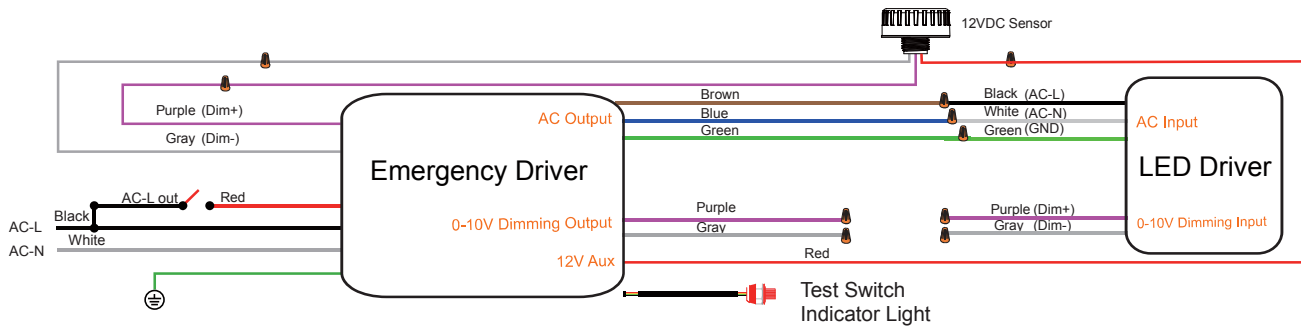 12VDC Sensor
Purple (Dim+)
Gray (Dim-)
AC-L out
Red
Black
AC-L
White
AC-N
Emergency Driver
AC Output
0-10V Dimming Output
12V Aux
Brown
Blue
Green
Purple
Gray
Red
Black (AC-L)
White (AC-N)
Green (GND)
Purple (Dim+)
Gray (Dim-)
AC Input
LED Driver
0-10V Dimming Input
Test Switch
Indicator Light